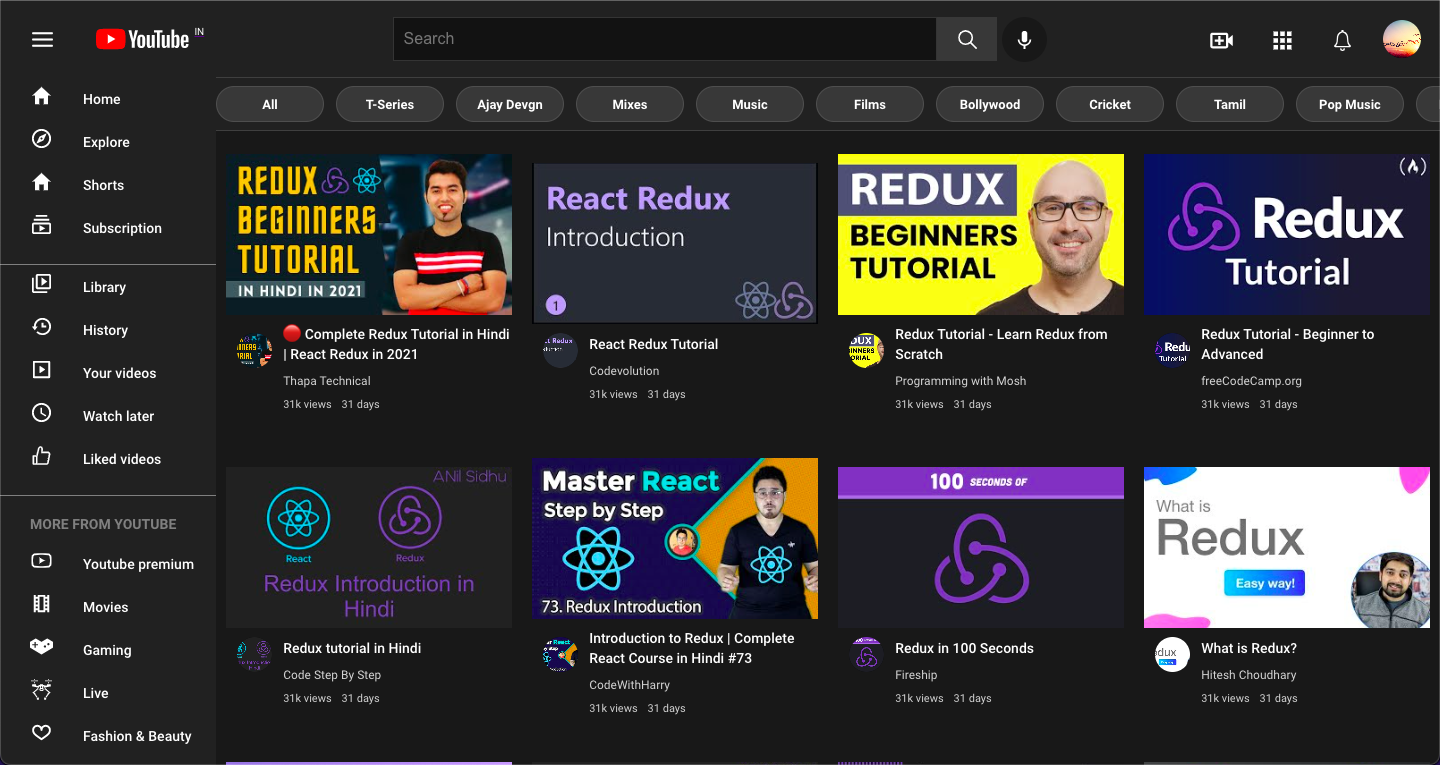 YouTube IN
Search
Home
Explore
Shorts
Subscription
Library
History
Your videos
Watch later
Liked videos
MORE FROM YOUTUBE
Youtube premium
Movies
Gaming
Live
Fashion & Beauty
All
T-Series
Ajay Devgn
Mixes
Music
Films
Bollywood
Cricket
Tamil
Pop Music
REDUX
BEGINNERS
TUTORIAL
IN HINDI IN 2021
Complete Redux Tutorial in Hindi
| React Redux in 2021
Thapa Technical
31k views 31 days
React Redux
Introduction
1
React Redux Tutorial
Codevolution
31k views 31 days
REDUX
BEGINNERS
TUTORIAL
Redux Tutorial - Learn Redux from
Scratch
Programming with Mosh
31k views 31 days
Redux
Tutorial
Redux Tutorial - Beginner to
Advanced
freeCodeCamp.org
31k views 31 days
ANil Sidhu
React
Redux
Redux Introduction in
Hindi
Redux tutorial in Hindi
Code Step By Step
31k views 31 days
Master React
Step by Step
73. Redux Introduction
Introduction to Redux | Complete
React Course in Hindi #73
CodeWithHarry
31k views 31 days
100 SECONDS OF
Redux in 100 Seconds
Fireship
31k views 31 days
What is
Redux
Easy way!
What is Redux?
Hitesh Choudhary
31k views 31 days